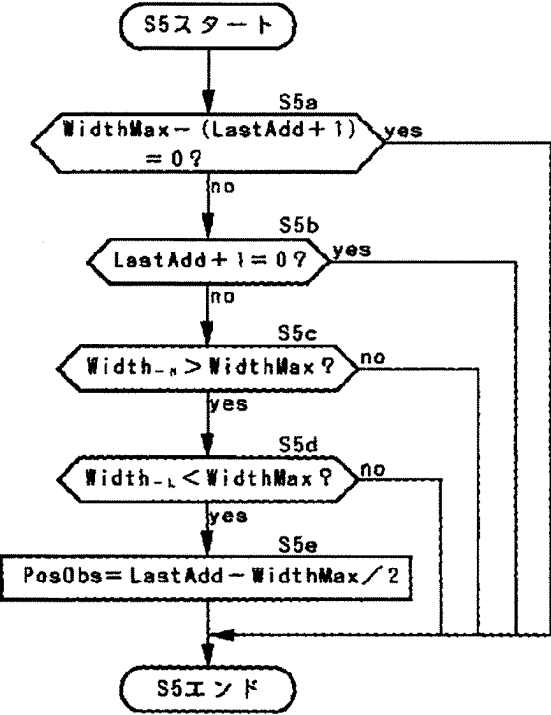 S5スタート
S5a
WidthMax－(LastAdd＋1)
＝0?
yes
no
S5b
LastAdd＋1＝0?
yes
no
S5c
Width-H＞WidthMax?
no
yes
S5d
Width-L＜WidthMax?
no
yes
S5e
PosObs＝LastAdd－WidthMax／2
S5エンド